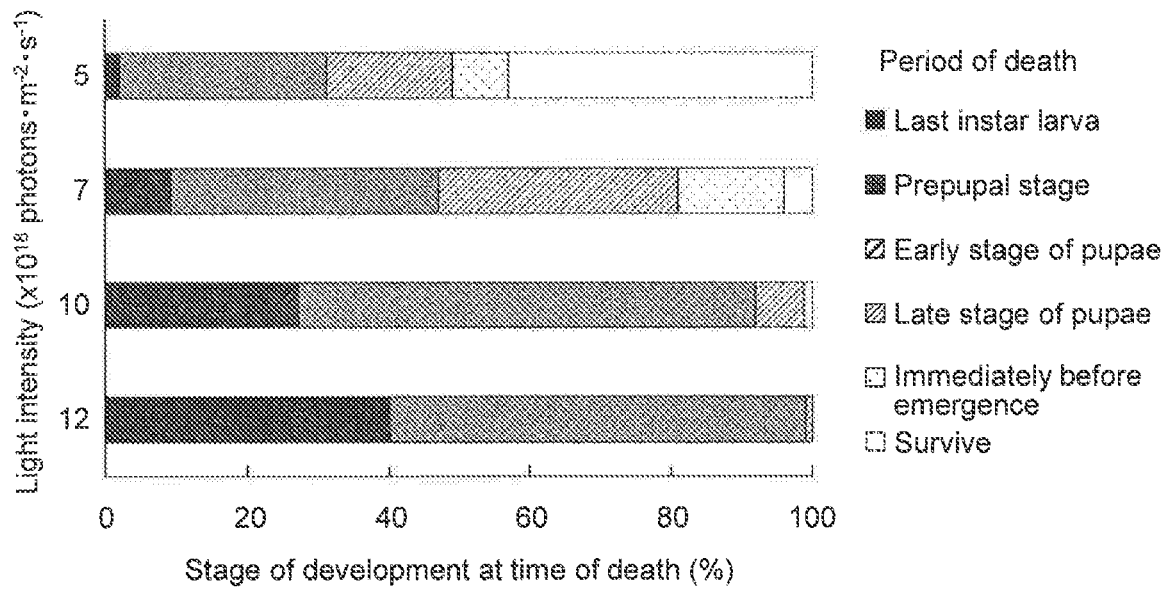 Light intensity (x10¹⁸ photons・m⁻²・s⁻¹)
5
7
10
12
0 20 40 60 80 100
Stage of development at time of death (%)
Period of death
Last instar larva
Prepupal stage
Early stage of pupae
Late stage of pupae
Immediately before
emergence
Survive